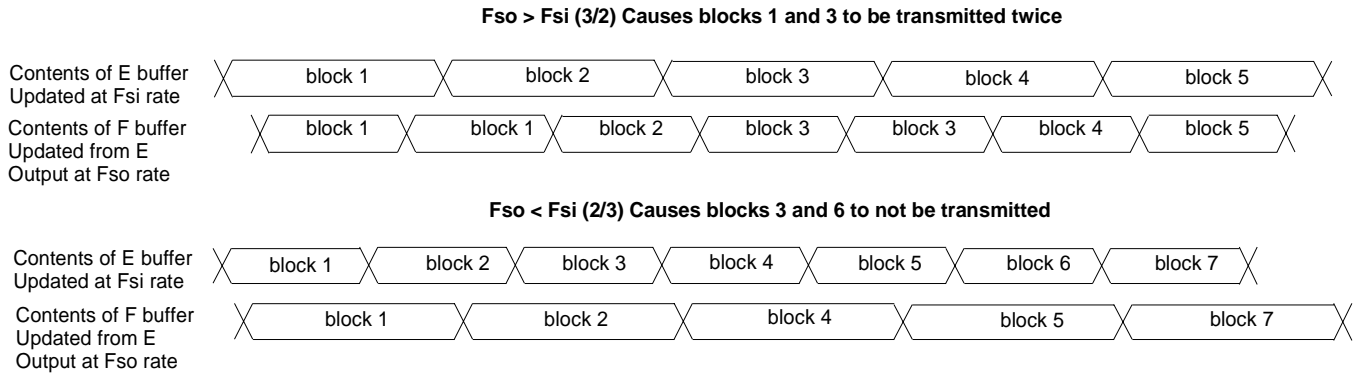 Fso > Fsi (3/2) Causes blocks 1 and 3 to be transmitted twice
Contents of E buffer
Updated at Fsi rate
block 1 block 2 block 3 block 4 block 5
Contents of F buffer
Updated from E
Output at Fso rate
block 1 block 1 block 2 block 3 block 3 block 4 block 5
Fso < Fsi (2/3) Causes blocks 3 and 6 to not be transmitted
Contents of E buffer
Updated at Fsi rate
block 1 block 2 block 3 block 4 block 5 block 6 block 7
Contents of F buffer
Updated from E
Output at Fso rate
block 1 block 2 block 4 block 5 block 7